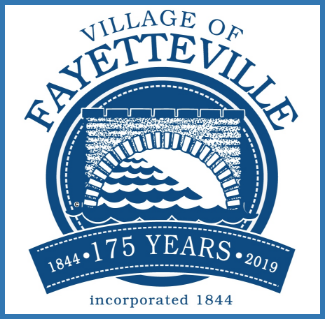 VILLAGE OF
FAYETTEVILLE
©
1844 • 175 YEARS • 2019
incorporated 1844